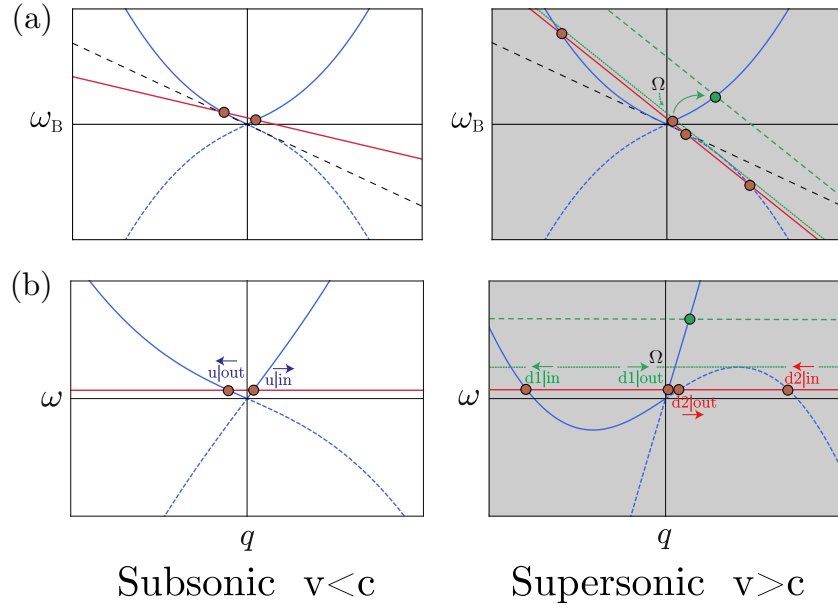 (a)
ω_B
ω_B
Ω
(b)
ω
u|out
u|in
ω
Ω
d1|in
d1|out
d2|in
d2|out
q
q
Subsonic v<c
Supersonic v>c